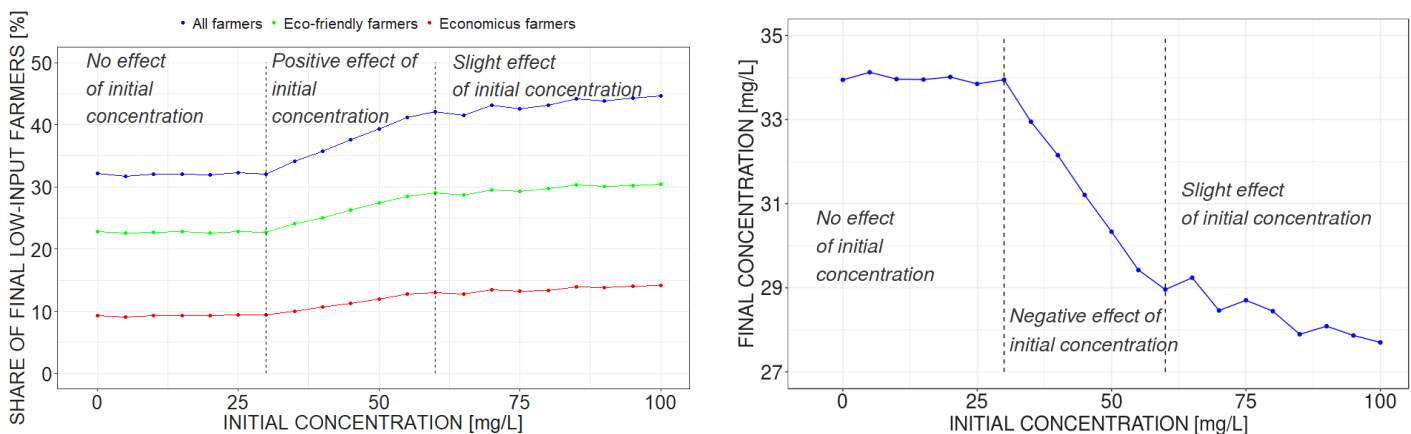 All farmers Eco-friendly farmers Economicus farmers
SHARE OF FINAL LOW-INPUT FARMERS [%]
50
40
30
20
10
0
No effect
of initial
concentration
Positive effect of
initial
concentration
Slight effect
of initial concentration
0 25 50 75 100
INITIAL CONCENTRATION [mg/L]
FINAL CONCENTRATION [mg/L]
35
33
31
29
27
No effect
of initial
concentration
Negative effect of
initial concentration
Slight effect
of initial concentration
0 25 50 75 100
INITIAL CONCENTRATION [mg/L]